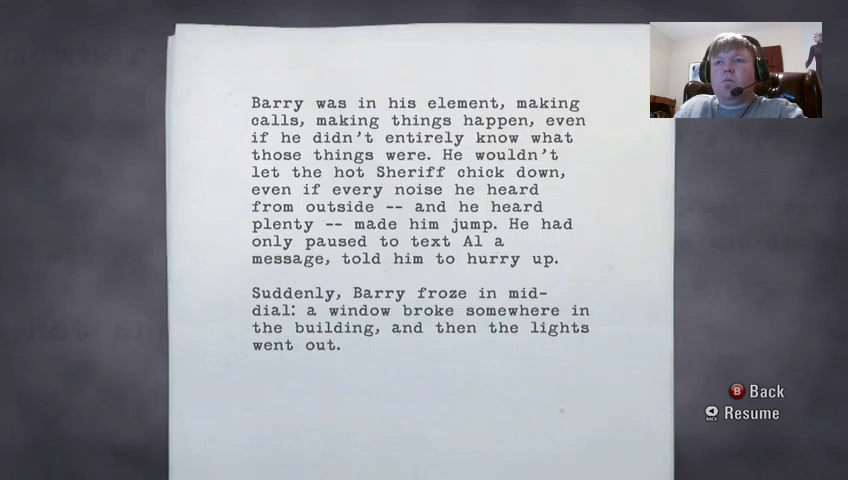 Barry was in his element, making
calls, making things happen, even
if he didn't entirely know what
those things were. He wouldn't
let the hot Sheriff chick down,
even if every noise he heard
from outside -- and he heard
plenty -- made him jump. He had
only paused to text Al a
message, told him to hurry up.
Suddenly, Barry froze in mid-
dial: a window broke somewhere in
the building, and then the lights
went out.
B Back
BACK Resume